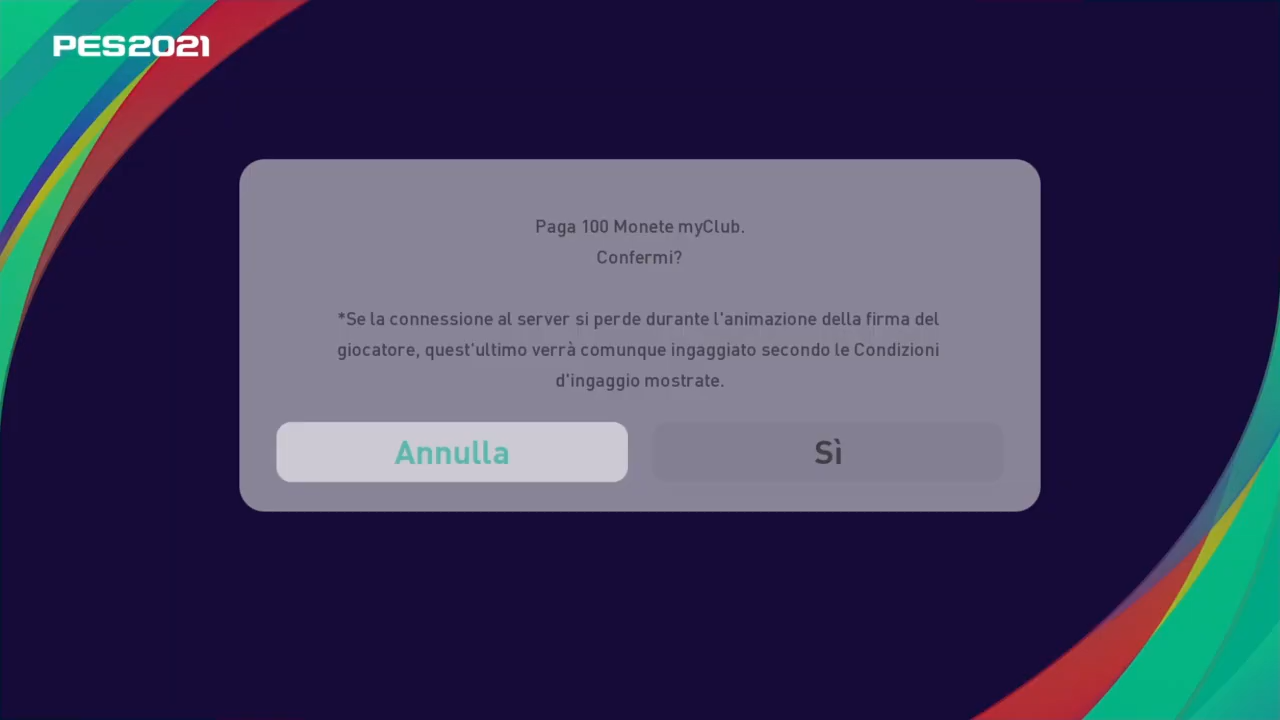 PES2021
Paga 100 Monete myClub.
Confermi?
*Se la connessione al server si perde durante l'animazione della firma del
giocatore, quest'ultimo verrà comunque ingaggiato secondo le Condizioni
d'ingaggio mostrate.
Annulla
Sì